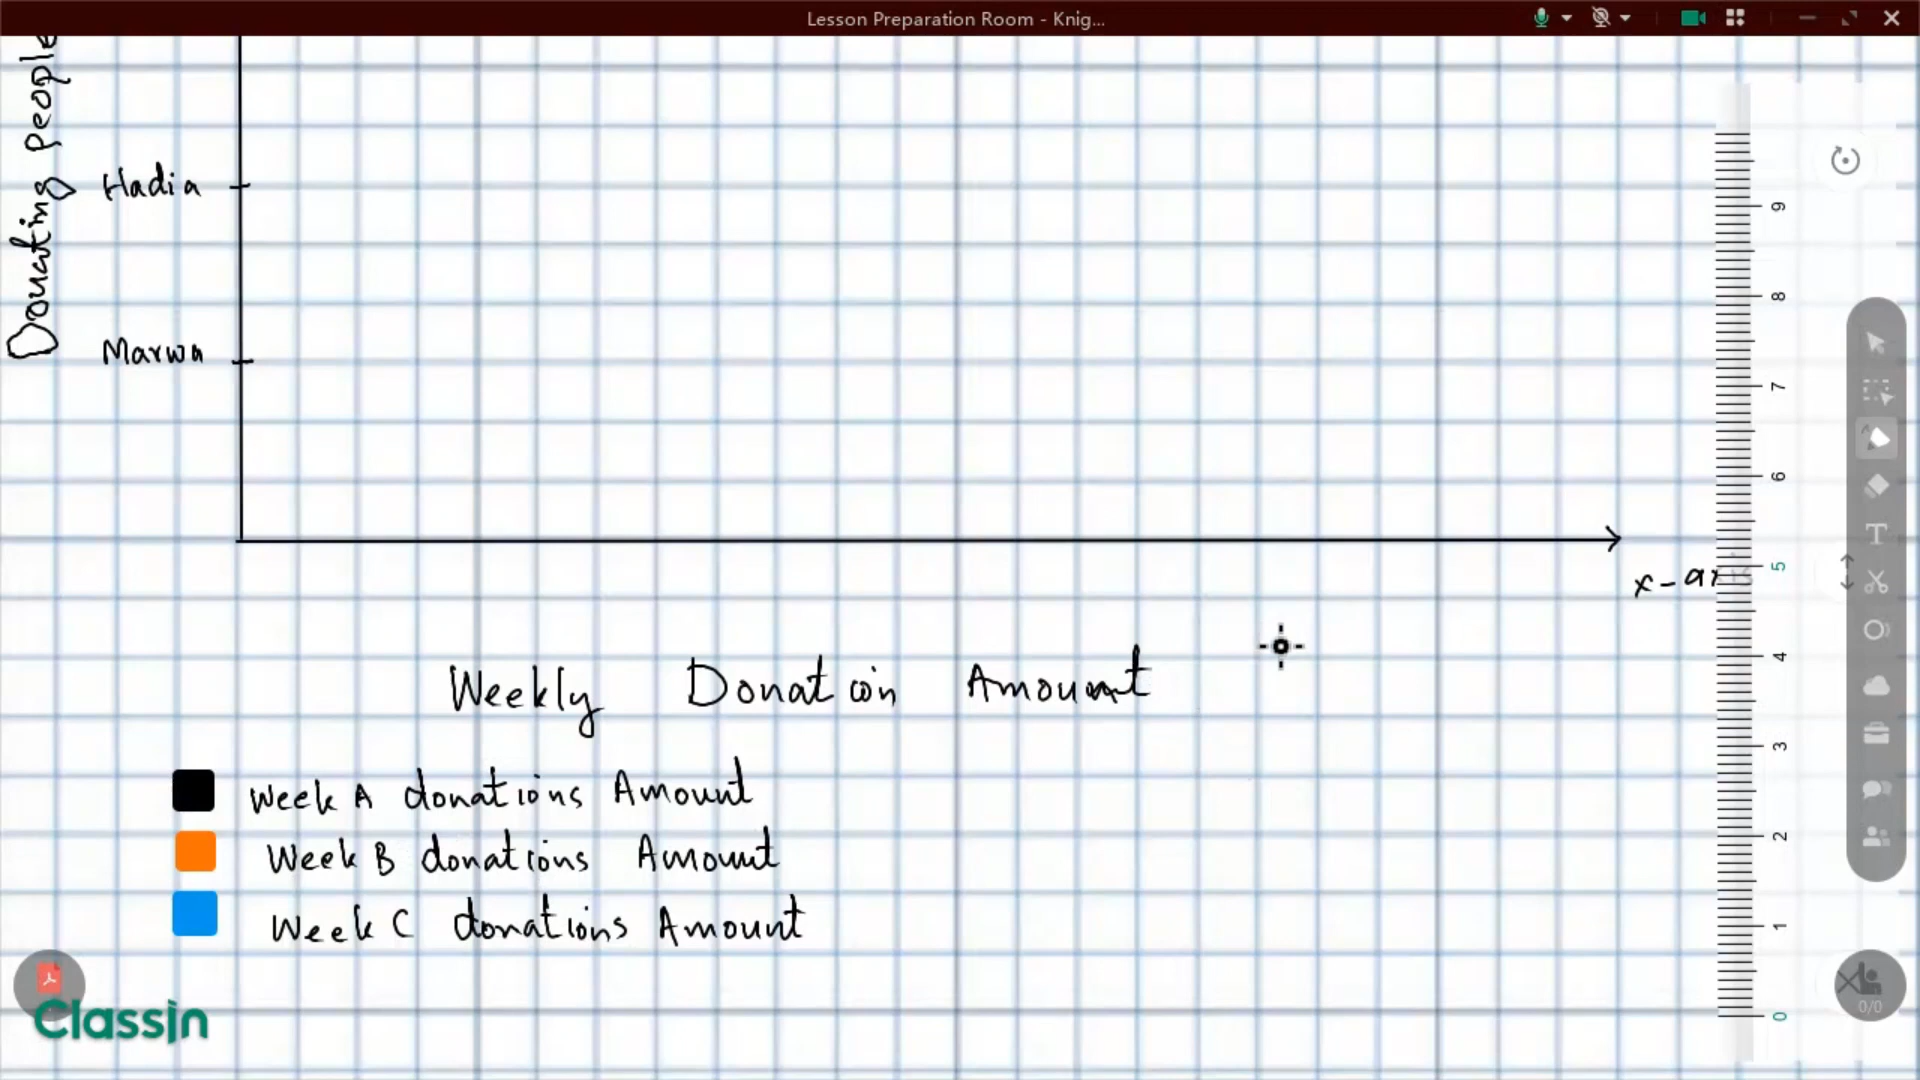 Lesson Preparation Room - Knig...
Donating people
Hadia
Marwa
x-axis
Weekly Donation Amount
Week A donations Amount
Week B donations Amount
Week C donations Amount
ClassIn
9
8
7
6
5
4
3
2
1
0
T
0/0